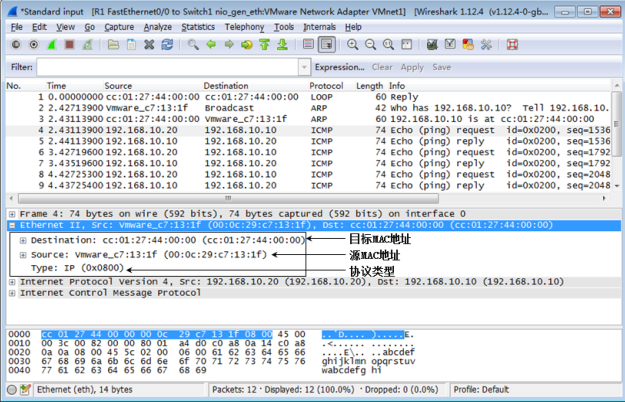 *Standard input [R1 FastEthernet0/0 to Switch1 nio_gen_eth:VMware Network Adapter VMnet1] [Wireshark 1.12.4 (v1.12.4-0-gb
File Edit View Go Capture Analyze Statistics Telephony Tools Internals Help
Filter: Expression... Clear Apply Save
No. Time Source Destination Protocol Length Info
1 0.00000000 cc:01:27:44:00:00 cc:01:27:44:00:00 LOOP 60 Reply
2 2.42713900 Vmware_c7:13:1f Broadcast ARP 42 Who has 192.168.10.10? Tell 192.168.10.
3 2.43113900 cc:01:27:44:00:00 Vmware_c7:13:1f ARP 60 192.168.10.10 is at cc:01:27:44:00:00
4 2.43113900 192.168.10.20 192.168.10.10 ICMP 74 Echo (ping) request id=0x0200, seq=1536
5 2.43113900 192.168.10.10 192.168.10.20 ICMP 74 Echo (ping) reply id=0x0200, seq=1536
6 3.42719600 192.168.10.20 192.168.10.10 ICMP 74 Echo (ping) request id=0x0200, seq=1792
7 3.43519600 192.168.10.10 192.168.10.20 ICMP 74 Echo (ping) reply id=0x0200, seq=1792
8 4.42725300 192.168.10.20 192.168.10.10 ICMP 74 Echo (ping) request id=0x0200, seq=2048
9 4.43725400 192.168.10.10 192.168.10.20 ICMP 74 Echo (ping) reply id=0x0200, seq=2048
Frame 4: 74 bytes on wire (592 bits), 74 bytes captured (592 bits) on interface 0
Ethernet II, Src: Vmware_c7:13:1f (00:0c:29:c7:13:1f), Dst: cc:01:27:44:00:00 (cc:01:27:44:00:00)
Destination: cc:01:27:44:00:00 (cc:01:27:44:00:00) 目标MAC地址
Source: Vmware_c7:13:1f (00:0c:29:c7:13:1f) 源MAC地址
Type: IP (0x0800) 协议类型
Internet Protocol Version 4, Src: 192.168.10.20 (192.168.10.20), Dst: 192.168.10.10 (192.168.10.10)
Internet Control Message Protocol
0000 cc 01 27 44 00 00 00 0c 29 c7 13 1f 08 00 45 00 ..'D.... ).....E.
0010 00 3c 00 82 00 00 80 01 a4 d0 c0 a8 0a 14 c0 a8 .<...... ........
0020 0a 0a 08 00 45 5c 02 00 06 00 61 62 63 64 65 66 ....E\.. ..abcdef
0030 67 68 69 6a 6b 6c 6d 6e 6f 70 71 72 73 74 75 76 ghijklmn opqrstuv
0040 77 61 62 63 64 65 66 67 68 69 wabcdefg hi
Ethernet (eth), 14 bytes Packets: 12 · Displayed: 12 (100.0%) · Dropped: 0 (0.0%) Profile: Default